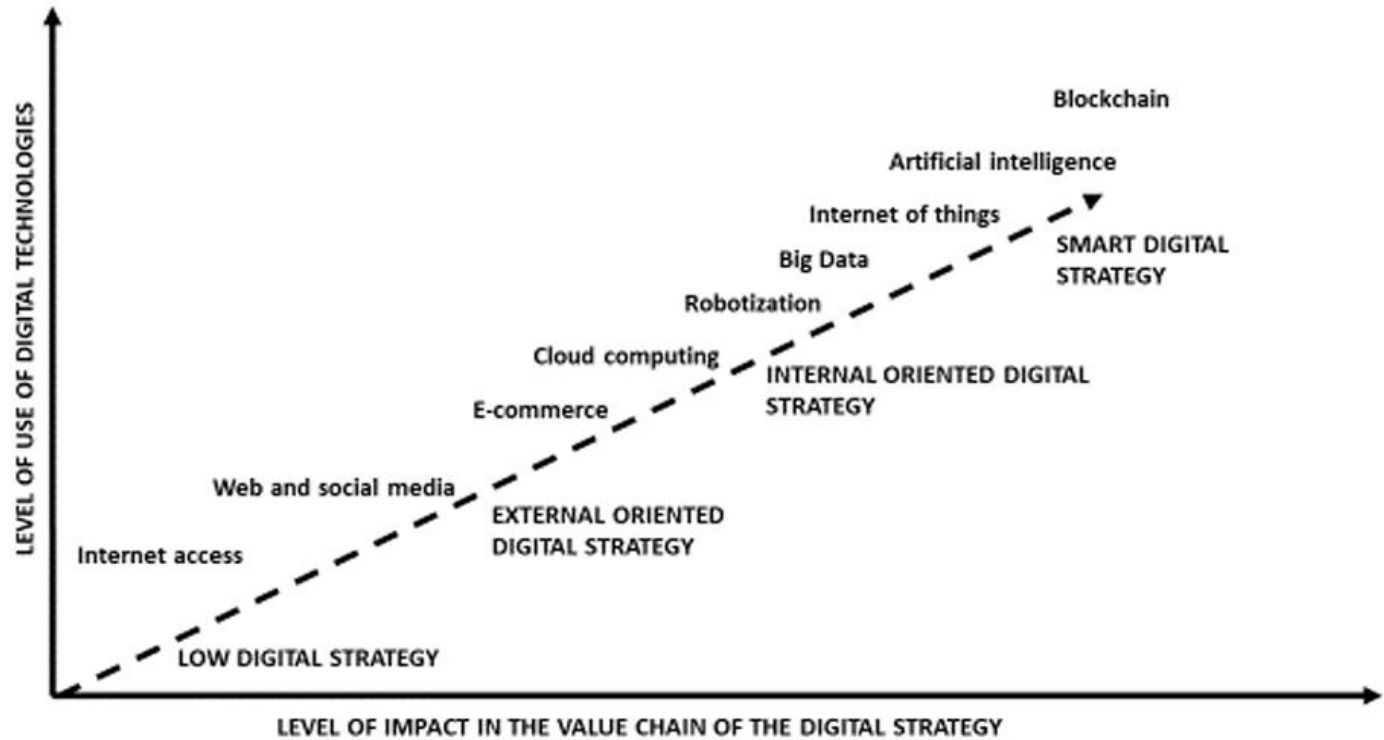 LEVEL OF USE OF DIGITAL TECHNOLOGIES
Blockchain
Artificial intelligence
Internet of things
SMART DIGITAL
STRATEGY
Big Data
Robotization
Cloud computing
INTERNAL ORIENTED DIGITAL
STRATEGY
E-commerce
Web and social media
EXTERNAL ORIENTED
DIGITAL STRATEGY
Internet access
LOW DIGITAL STRATEGY
LEVEL OF IMPACT IN THE VALUE CHAIN OF THE DIGITAL STRATEGY